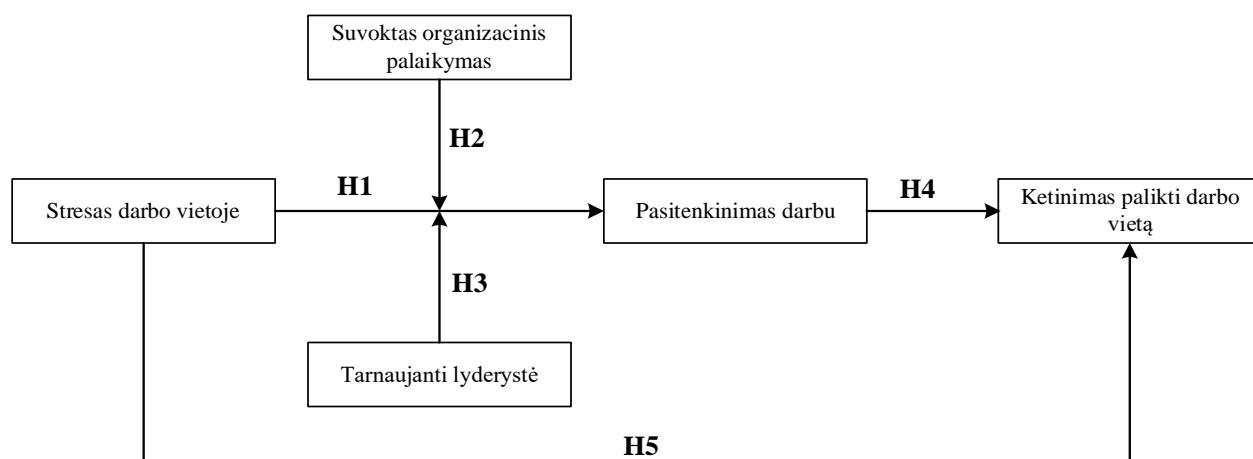 Suvoktas organizacinis
palaikymas
H2
H1
H4
Stresas darbo vietoje
Pasitenkinimas darbu
Ketinimas palikti darbo
vietą
H3
Tarnaujanti lyderystė
H5